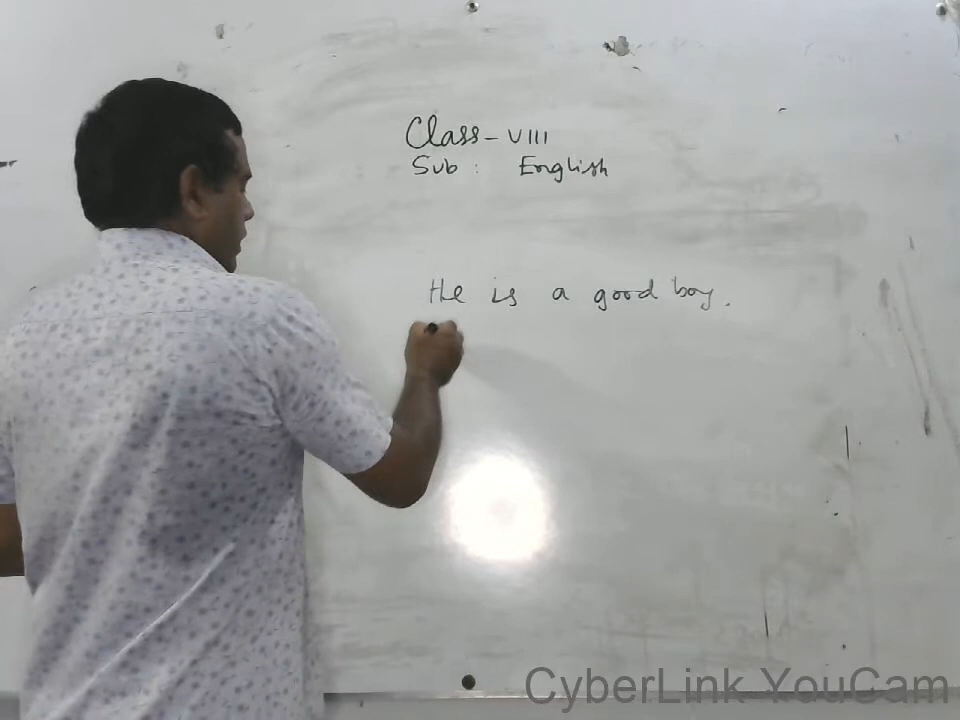 Class - VIII
Sub : English
He is a good boy.
CyberLink YouCam